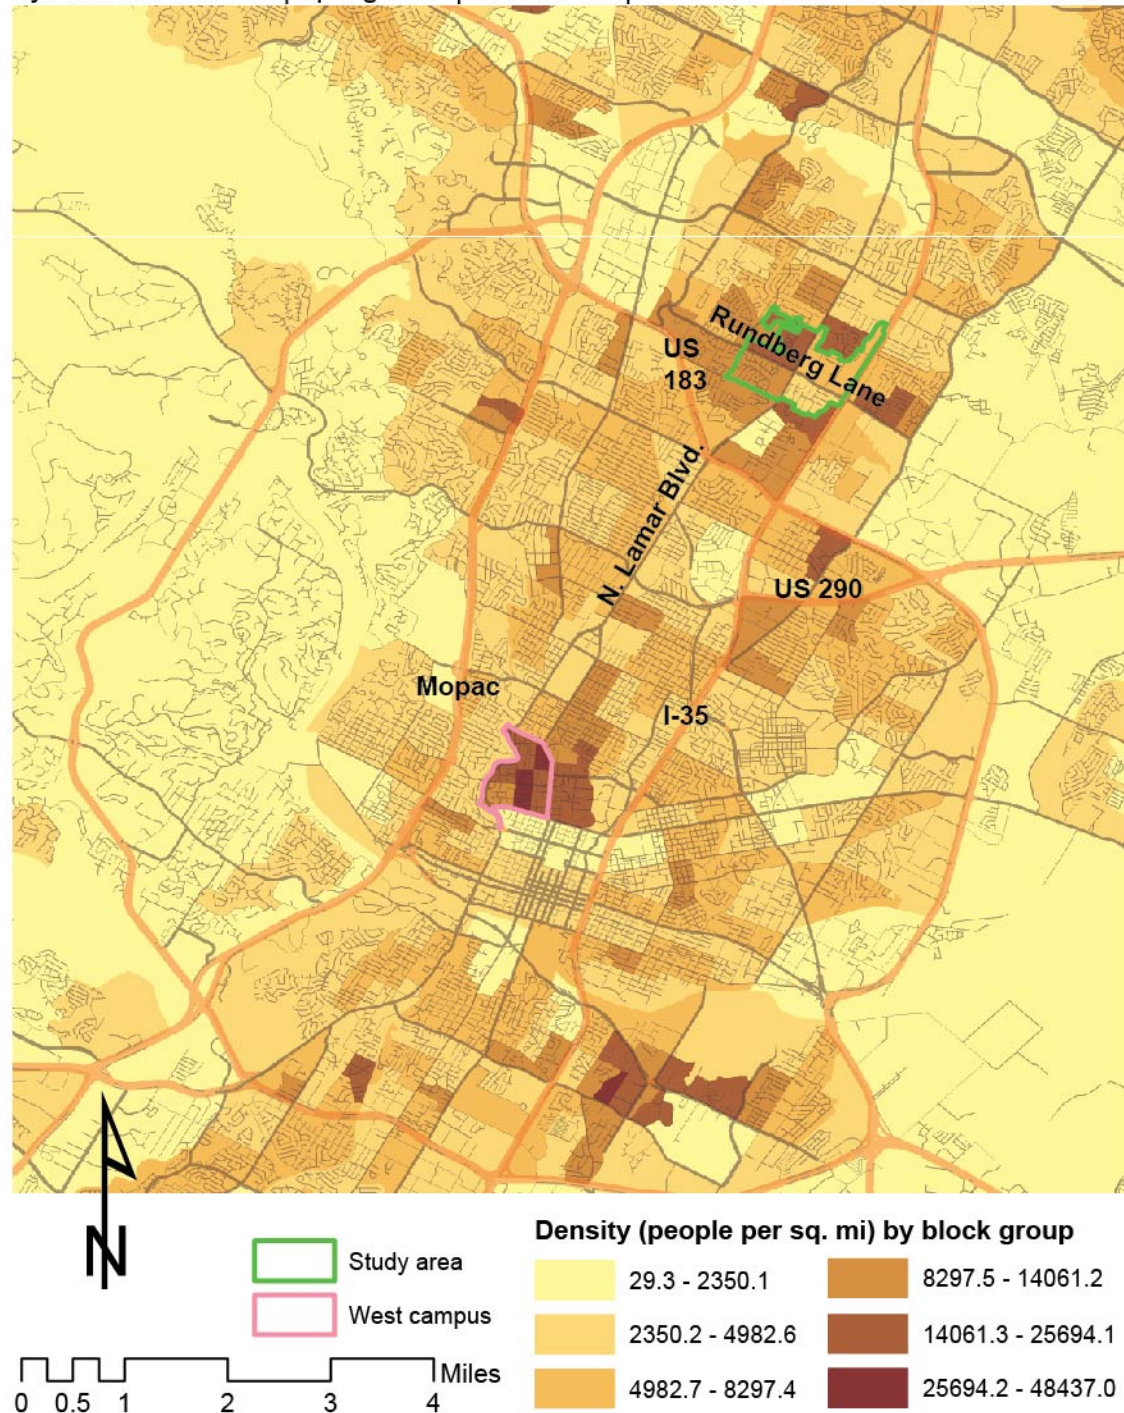 Rundberg Lane
US
183
N. Lamar Blvd.
US 290
Mopac
I-35
N
Study area
West campus
Miles
0 0.5 1 2 3 4
Density (people per sq. mi) by block group
29.3 - 2350.1
2350.2 - 4982.6
4982.7 - 8297.4
8297.5 - 14061.2
14061.3 - 25694.1
25694.2 - 48437.0